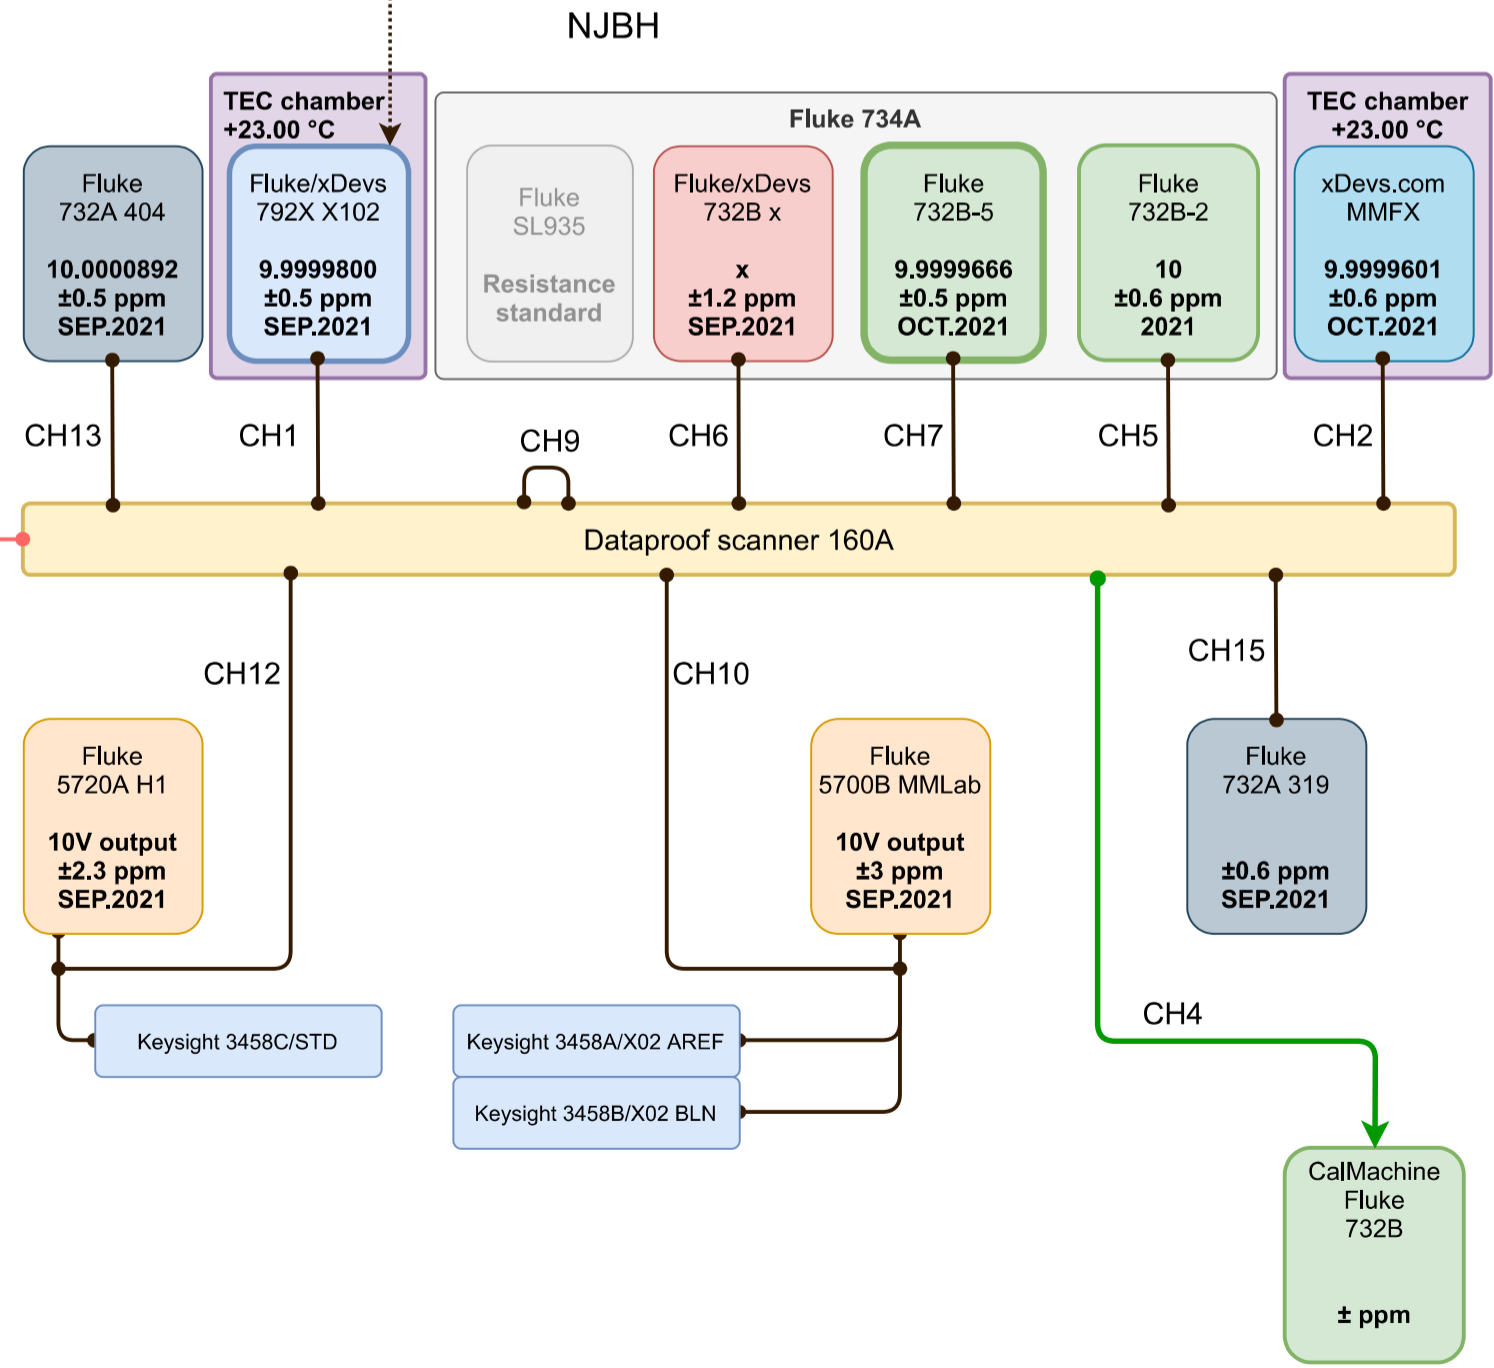 NJBH
TEC chamber
+23.00 °C
Fluke 734A
TEC chamber
+23.00 °C
Fluke
732A 404
10.0000892
±0.5 ppm
SEP.2021
Fluke/xDevs
792X X102
9.9999800
±0.5 ppm
SEP.2021
Fluke
SL935
Resistance
standard
Fluke/xDevs
732B x
x
±1.2 ppm
SEP.2021
Fluke
732B-5
9.9999666
±0.5 ppm
OCT.2021
Fluke
732B-2
10
±0.6 ppm
2021
xDevs.com
MMFX
9.9999601
±0.6 ppm
OCT.2021
CH13
CH1
CH9
CH6
CH7
CH5
CH2
Dataproof scanner 160A
CH12
CH10
CH15
Fluke
5720A H1
10V output
±2.3 ppm
SEP.2021
Fluke
5700B MMLab
10V output
±3 ppm
SEP.2021
Fluke
732A 319
±0.6 ppm
SEP.2021
CH4
Keysight 3458C/STD
Keysight 3458A/X02 AREF
Keysight 3458B/X02 BLN
CalMachine
Fluke
732B
± ppm